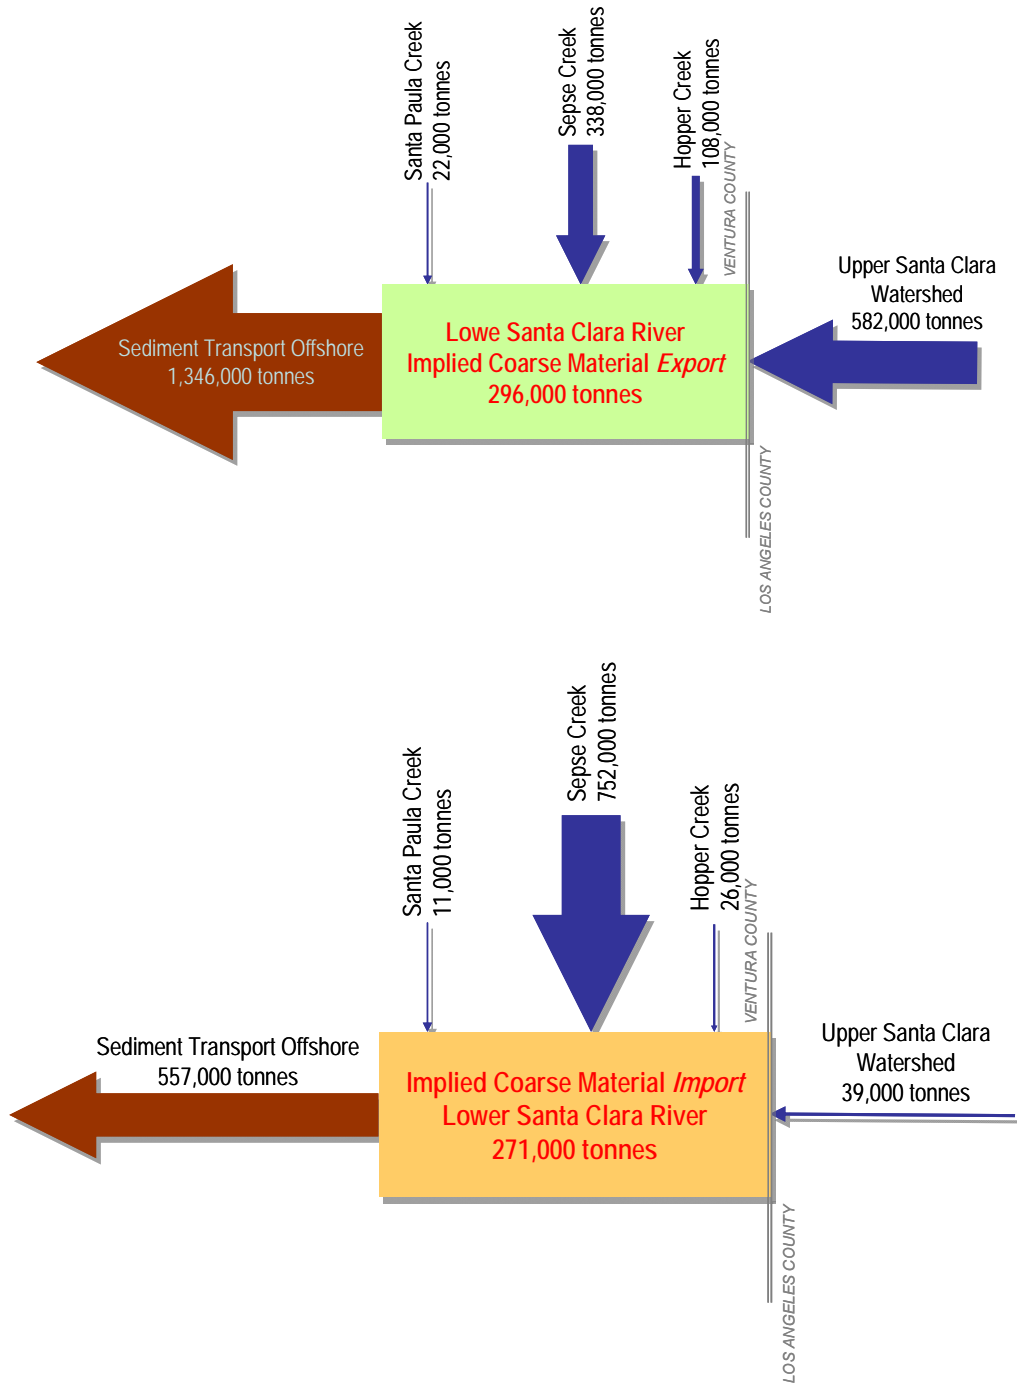 Santa Paula Creek
22,000 tonnes
Sepse Creek
338,000 tonnes
Hopper Creek
108,000 tonnes
VENTURA COUNTY
Upper Santa Clara
Watershed
582,000 tonnes
Sediment Transport Offshore
1,346,000 tonnes
Lowe Santa Clara River
Implied Coarse Material Export
296,000 tonnes
LOS ANGELES COUNTY
Santa Paula Creek
11,000 tonnes
Sepse Creek
752,000 tonnes
Hopper Creek
26,000 tonnes
VENTURA COUNTY
Upper Santa Clara
Watershed
39,000 tonnes
Sediment Transport Offshore
557,000 tonnes
Implied Coarse Material Import
Lower Santa Clara River
271,000 tonnes
LOS ANGELES COUNTY